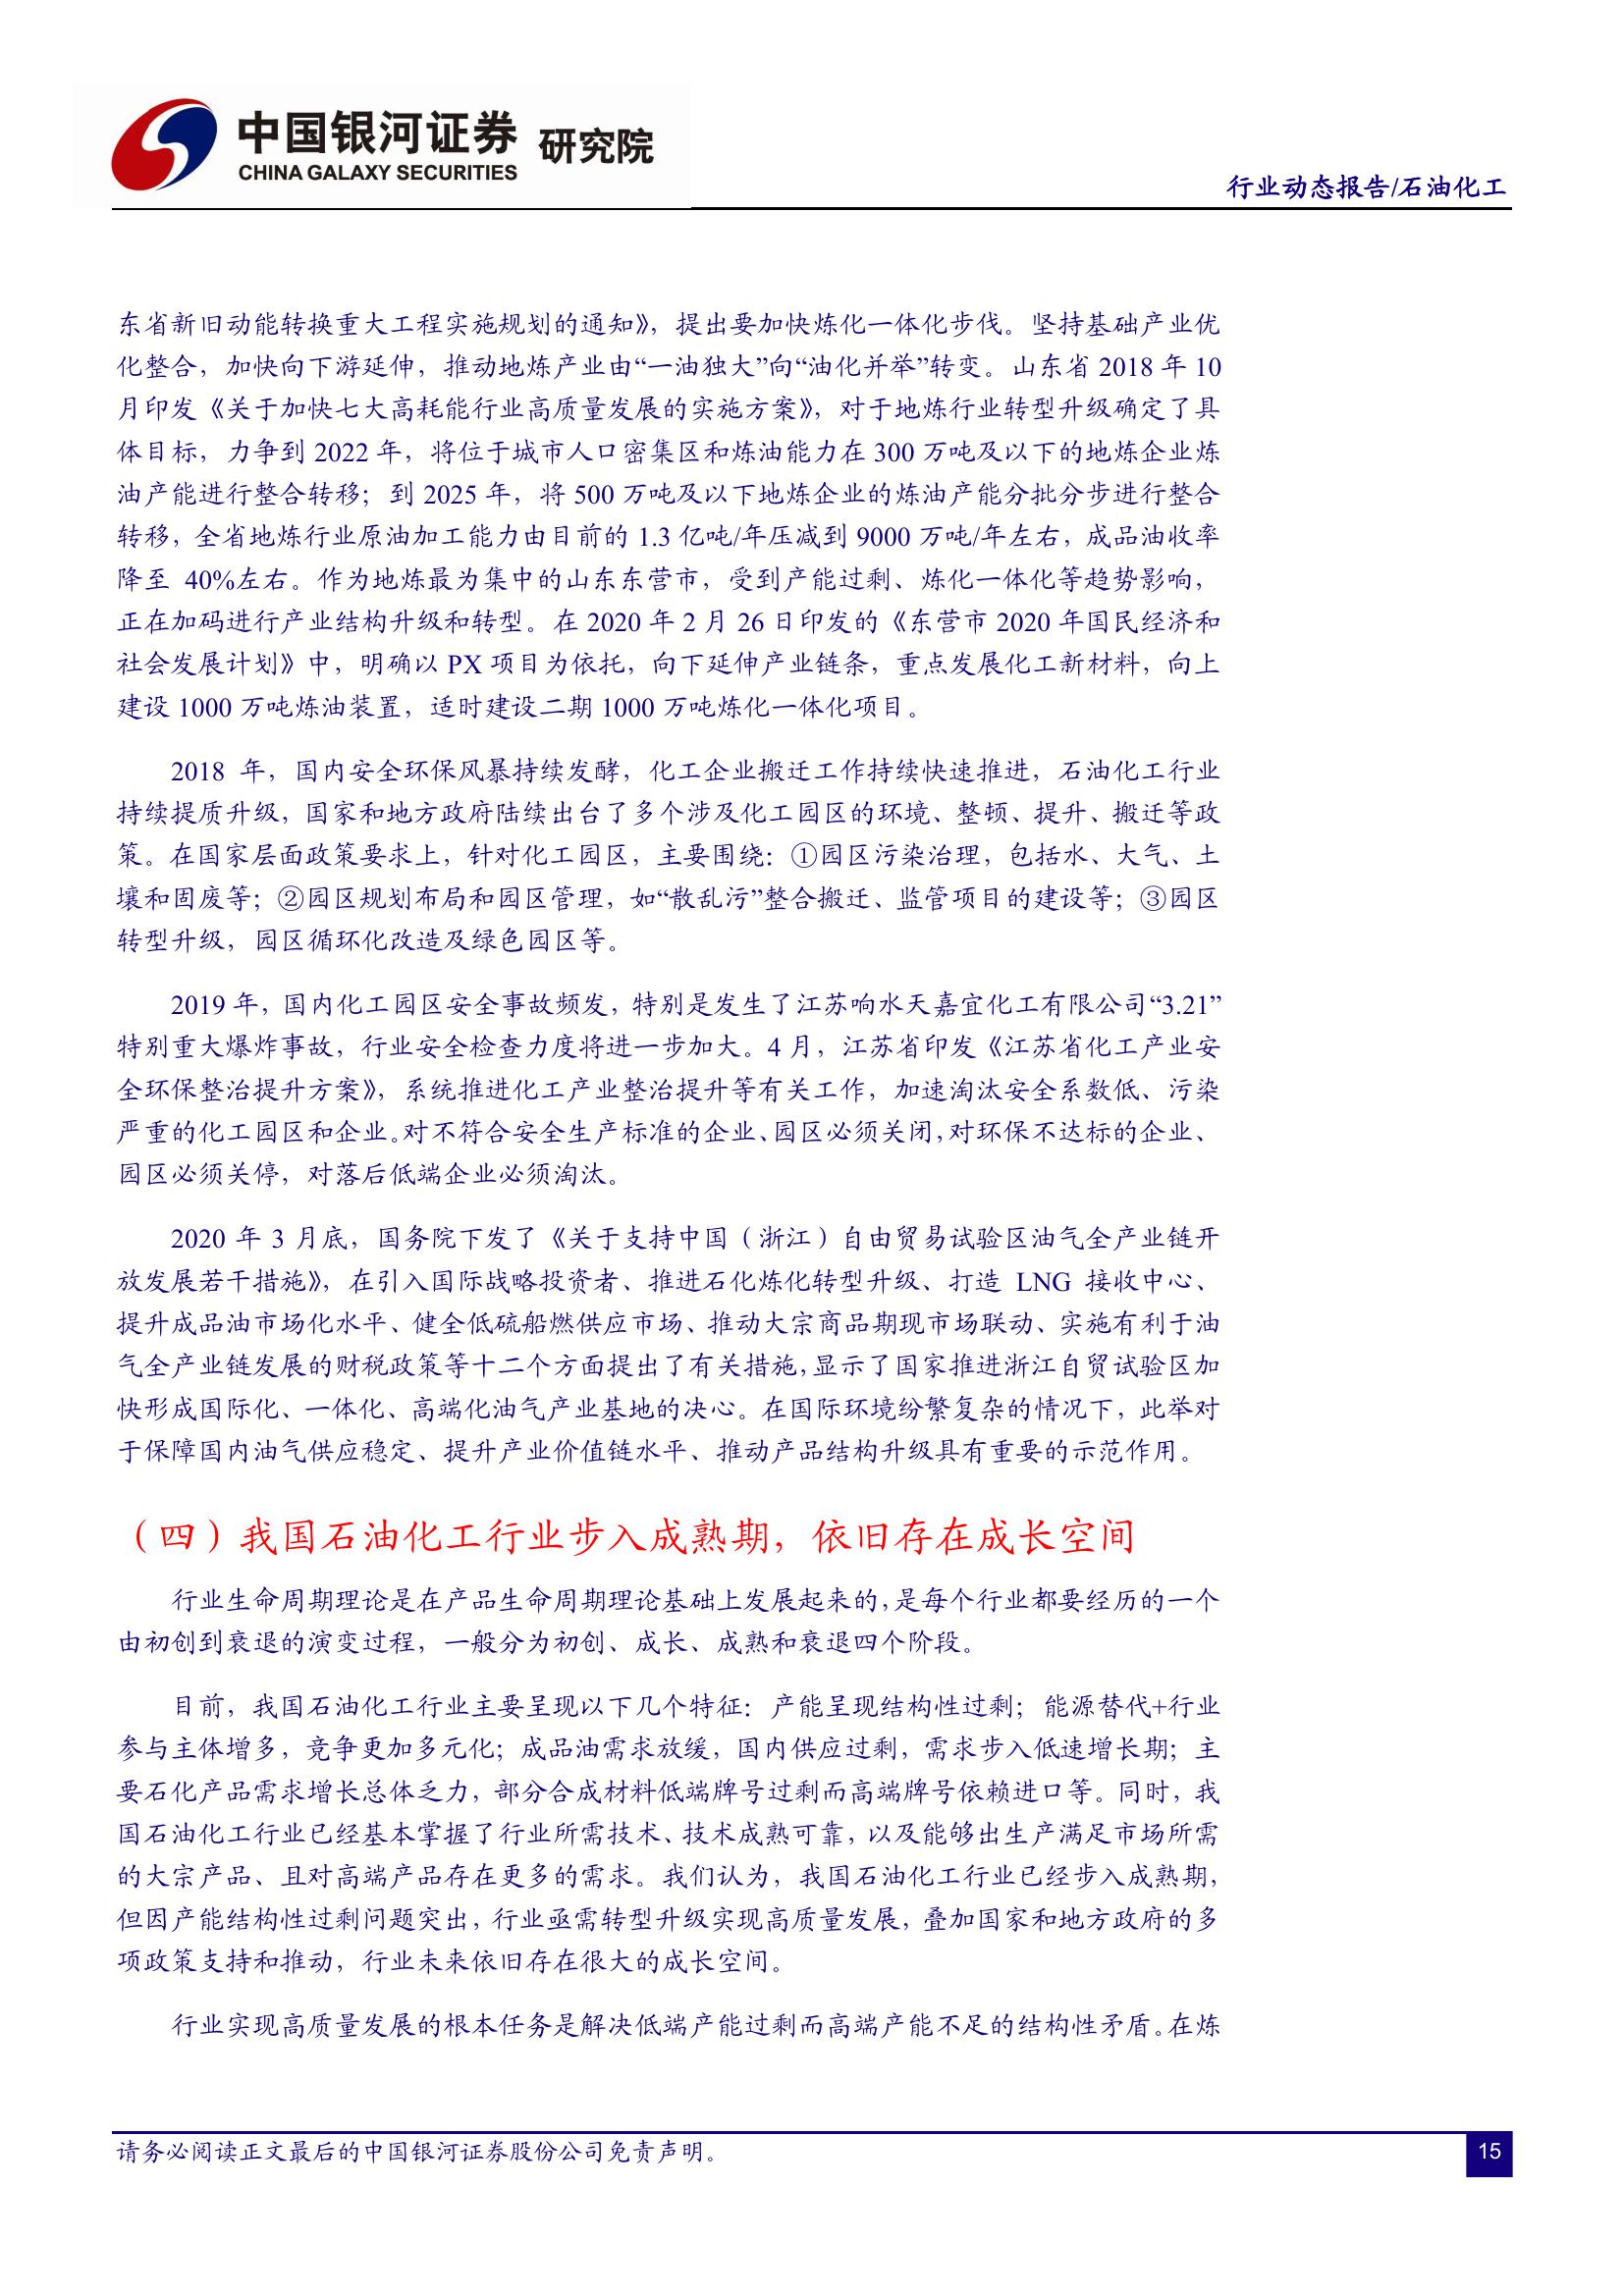 中国银河证券 研究院
CHINA GALAXY SECURITIES
行业动态报告/石油化工
东省新旧动能转换重大工程实施规划的通知》，提出要加快炼化一体化步伐。坚持基础产业优
化整合，加快向下游延伸，推动地炼产业由“一油独大”向“油化并举”转变。山东省 2018 年 10
月印发《关于加快七大高耗能行业高质量发展的实施方案》，对于地炼行业转型升级确定了具
体目标，力争到 2022 年，将位于城市人口密集区和炼油能力在 300 万吨及以下的地炼企业炼
油产能进行整合转移；到 2025 年，将 500 万吨及以下地炼企业的炼油产能分批分步进行整合
转移，全省地炼行业原油加工能力由目前的 1.3 亿吨/年压减到 9000 万吨/年左右，成品油收率
降至 40%左右。作为地炼最为集中的山东东营市，受到产能过剩、炼化一体化等趋势影响，
正在加码进行产业结构升级和转型。在 2020 年 2 月 26 日印发的《东营市 2020 年国民经济和
社会发展计划》中，明确以 PX 项目为依托，向下延伸产业链条，重点发展化工新材料，向上
建设 1000 万吨炼油装置，适时建设二期 1000 万吨炼化一体化项目。
2018 年，国内安全环保风暴持续发酵，化工企业搬迁工作持续快速推进，石油化工行业
持续提质升级，国家和地方政府陆续出台了多个涉及化工园区的环境、整顿、提升、搬迁等政
策。在国家层面政策要求上，针对化工园区，主要围绕：①园区污染治理，包括水、大气、土
壤和固废等；②园区规划布局和园区管理，如“散乱污”整合搬迁、监管项目的建设等；③园区
转型升级，园区循环化改造及绿色园区等。
2019 年，国内化工园区安全事故频发，特别是发生了江苏响水天嘉宜化工有限公司“3.21”
特别重大爆炸事故，行业安全检查力度将进一步加大。4 月，江苏省印发《江苏省化工产业安
全环保整治提升方案》，系统推进化工产业整治提升等有关工作，加速淘汰安全系数低、污染
严重的化工园区和企业。对不符合安全生产标准的企业、园区必须关闭，对环保不达标的企业、
园区必须关停，对落后低端企业必须淘汰。
2020 年 3 月底，国务院下发了《关于支持中国（浙江）自由贸易试验区油气全产业链开
放发展若干措施》，在引入国际战略投资者、推进石化炼化转型升级、打造 LNG 接收中心、
提升成品油市场化水平、健全低硫船燃供应市场、推动大宗商品期现市场联动、实施有利于油
气全产业链发展的财税政策等十二个方面提出了有关措施，显示了国家推进浙江自贸试验区加
快形成国际化、一体化、高端化油气产业基地的决心。在国际环境纷繁复杂的情况下，此举对
于保障国内油气供应稳定、提升产业价值链水平、推动产品结构升级具有重要的示范作用。
（四）我国石油化工行业步入成熟期，依旧存在成长空间
行业生命周期理论是在产品生命周期理论基础上发展起来的，是每个行业都要经历的一个
由初创到衰退的演变过程，一般分为初创、成长、成熟和衰退四个阶段。
目前，我国石油化工行业主要呈现以下几个特征：产能呈现结构性过剩；能源替代+行业
参与主体增多，竞争更加多元化；成品油需求放缓，国内供应过剩，需求步入低速增长期；主
要石化产品需求增长总体乏力，部分合成材料低端牌号过剩而高端牌号依赖进口等。同时，我
国石油化工行业已经基本掌握了行业所需技术、技术成熟可靠，以及能够出生产满足市场所需
的大宗产品、且对高端产品存在更多的需求。我们认为，我国石油化工行业已经步入成熟期，
但因产能结构性过剩问题突出，行业亟需转型升级实现高质量发展，叠加国家和地方政府的多
项政策支持和推动，行业未来依旧存在很大的成长空间。
行业实现高质量发展的根本任务是解决低端产能过剩而高端产能不足的结构性矛盾。在炼
请务必阅读正文最后的中国银河证券股份公司免责声明。
15